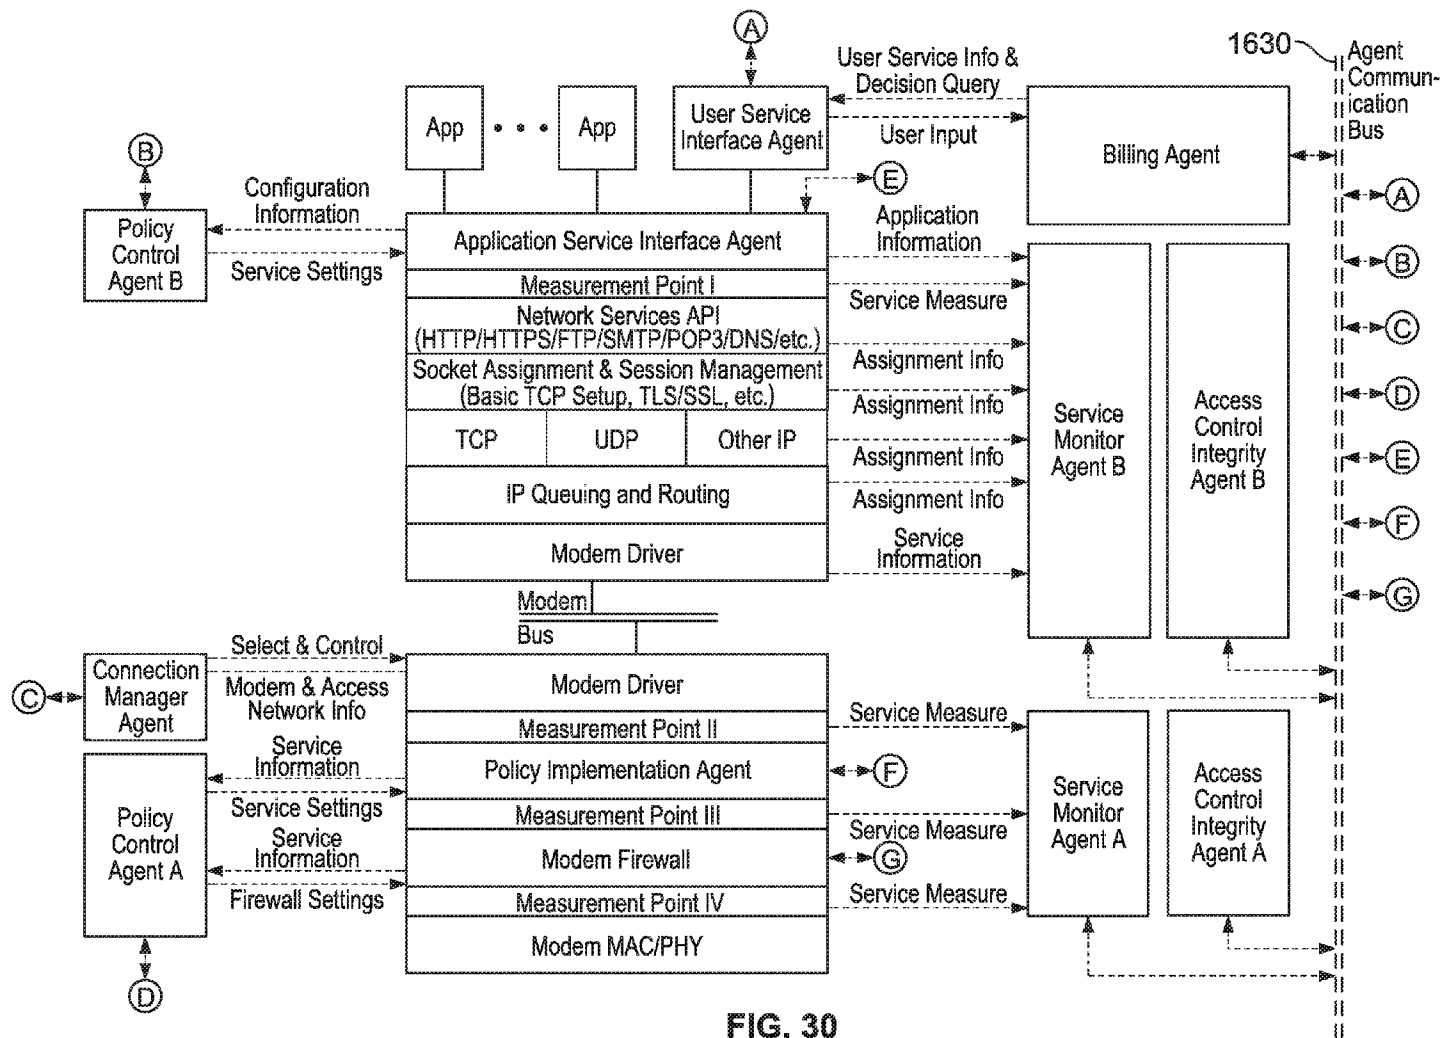 A
1630
Agent
Commun-
ication
Bus
User Service Info &
Decision Query
App
• • •
App
User Service
Interface Agent
User Input
Billing Agent
B
E
A
Configuration
Information
Policy
Control
Agent B
Service Settings
Application Service Interface Agent
Application
Information
Measurement Point I
Service Measure
Network Services API
(HTTP/HTTPS/FTP/SMTP/POP3/DNS/etc.)
Assignment Info
Socket Assignment & Session Management
(Basic TCP Setup, TLS/SSL, etc.)
Assignment Info
TCP
UDP
Other IP
Assignment Info
IP Queuing and Routing
Assignment Info
Modem Driver
Service
Information
Service
Monitor
Agent B
Access
Control
Integrity
Agent B
B
C
D
E
F
G
Modem
Bus
Select & Control
Connection
Manager
Agent
C
Modem & Access
Network Info
Modem Driver
Measurement Point II
Service Measure
Service
Information
Policy Implementation Agent
F
Service Settings
Policy
Control
Agent A
Measurement Point III
Service Measure
Service
Information
Modem Firewall
G
Firewall Settings
Measurement Point IV
Service Measure
Modem MAC/PHY
Service
Monitor
Agent A
Access
Control
Integrity
Agent A
D
FIG. 30